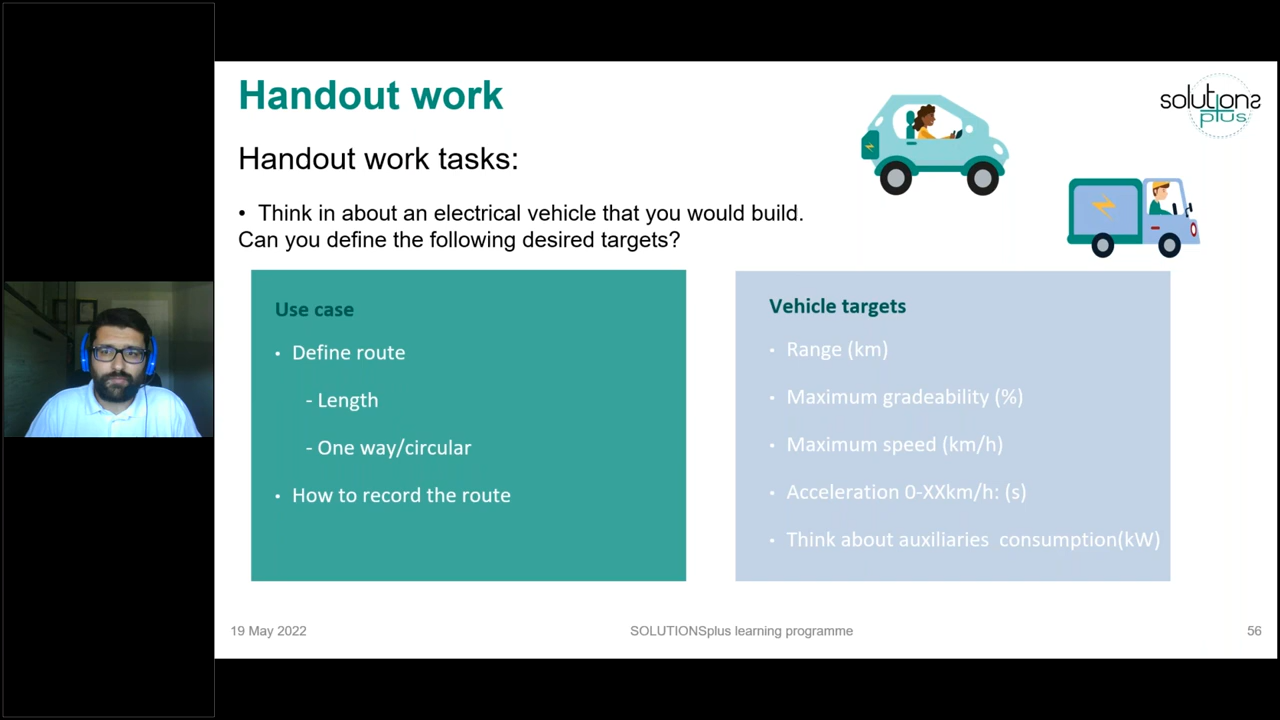 Handout work
solutions
plus
Handout work tasks:
• Think in about an electrical vehicle that you would build.
Can you define the following desired targets?
Use case
• Define route
- Length
- One way/circular
• How to record the route
Vehicle targets
• Range (km)
• Maximum gradeability (%)
• Maximum speed (km/h)
• Acceleration 0-XXkm/h: (s)
• Think about auxiliaries consumption(kW)
19 May 2022
SOLUTIONSplus learning programme
56